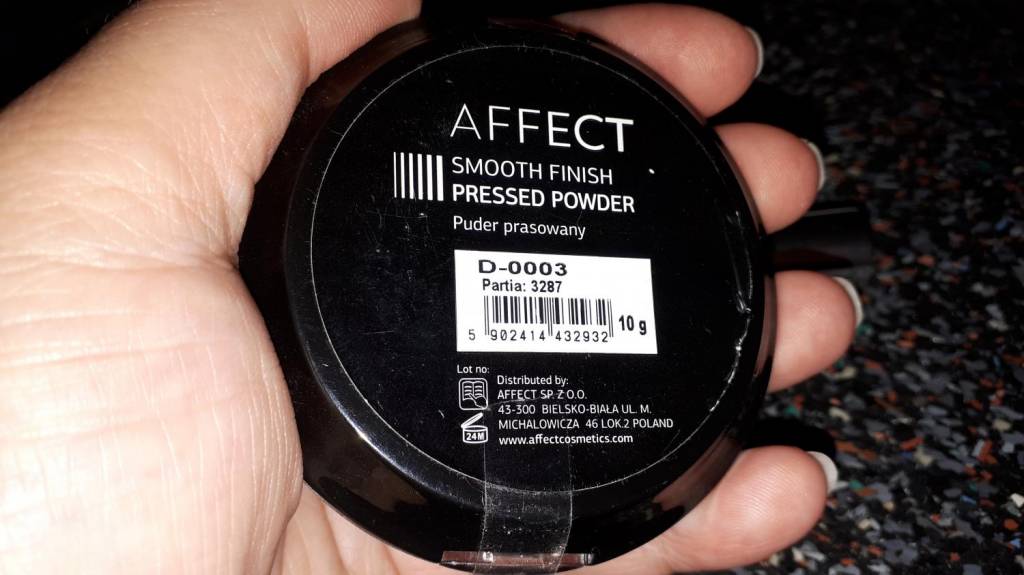 AFFECT
SMOOTH FINISH
PRESSED POWDER
Puder prasowany
D-0003
Partia: 3287
5 902414 432932 10 g
Lot no:
Distributed by:
AFFECT SP. Z O.O.
43-300 BIELSKO-BIAŁA UL. M.
MICHALOWICZA 46 LOK.2 POLAND
24M www.affectcosmetics.com